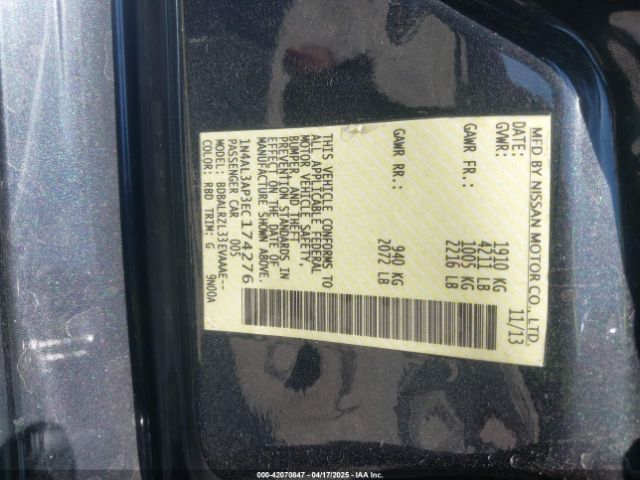 MFD BY NISSAN MOTOR CO., LTD.
DATE: 11/13
GVWR: 1910 KG
4211 LB
GAWR FR.: 1005 KG
2216 LB
GAWR RR.: 940 KG
2072 LB
THIS VEHICLE CONFORMS TO
ALL APPLICABLE FEDERAL
MOTOR VEHICLE SAFETY,
BUMPER, AND THEFT
PREVENTION STANDARDS IN
EFFECT ON THE DATE OF
MANUFACTURE SHOWN ABOVE.
1N4AL3AP3EC174276
PASSENGER CAR 005
MODEL: BDBALRZL33EVAAAE--
COLOR: RBD TRIM: G 9N00A
000-42070847 - 04/17/2025 - IAA Inc.